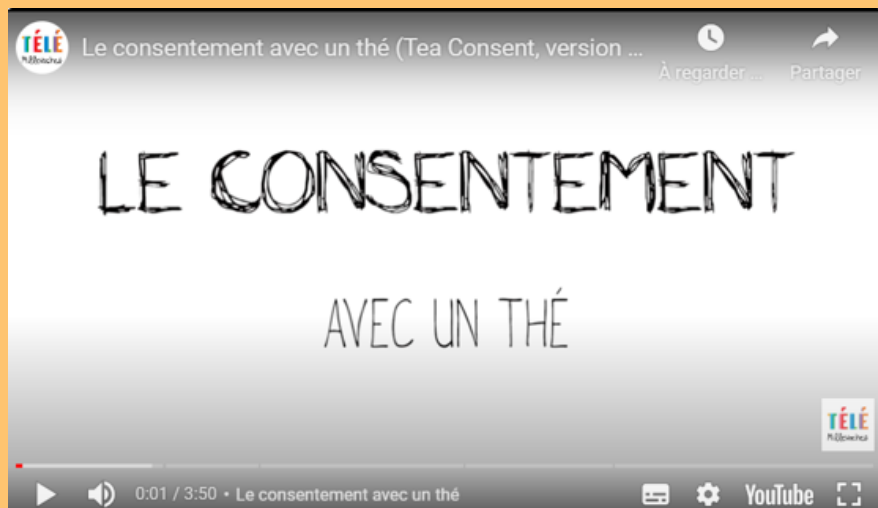 TÉLÉ
Millevaches
Le consentement avec un thé (Tea Consent, version ...
À regarder ...
Partager
LE CONSENTEMENT
AVEC UN THÉ
TÉLÉ
Millevaches
0:01 / 3:50 • Le consentement avec un thé
YouTube